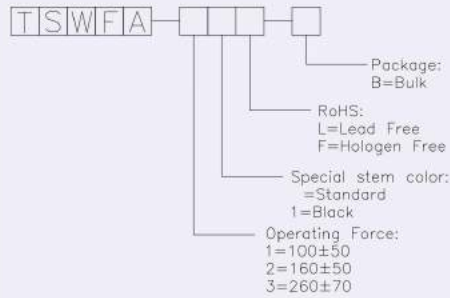 TSWFA- -
Package:
B=Bulk
RoHS:
L=Lead Free
F=Hologen Free
Special stem color:
=Standard
1=Black
Operating Force:
1=100±50
2=160±50
3=260±70